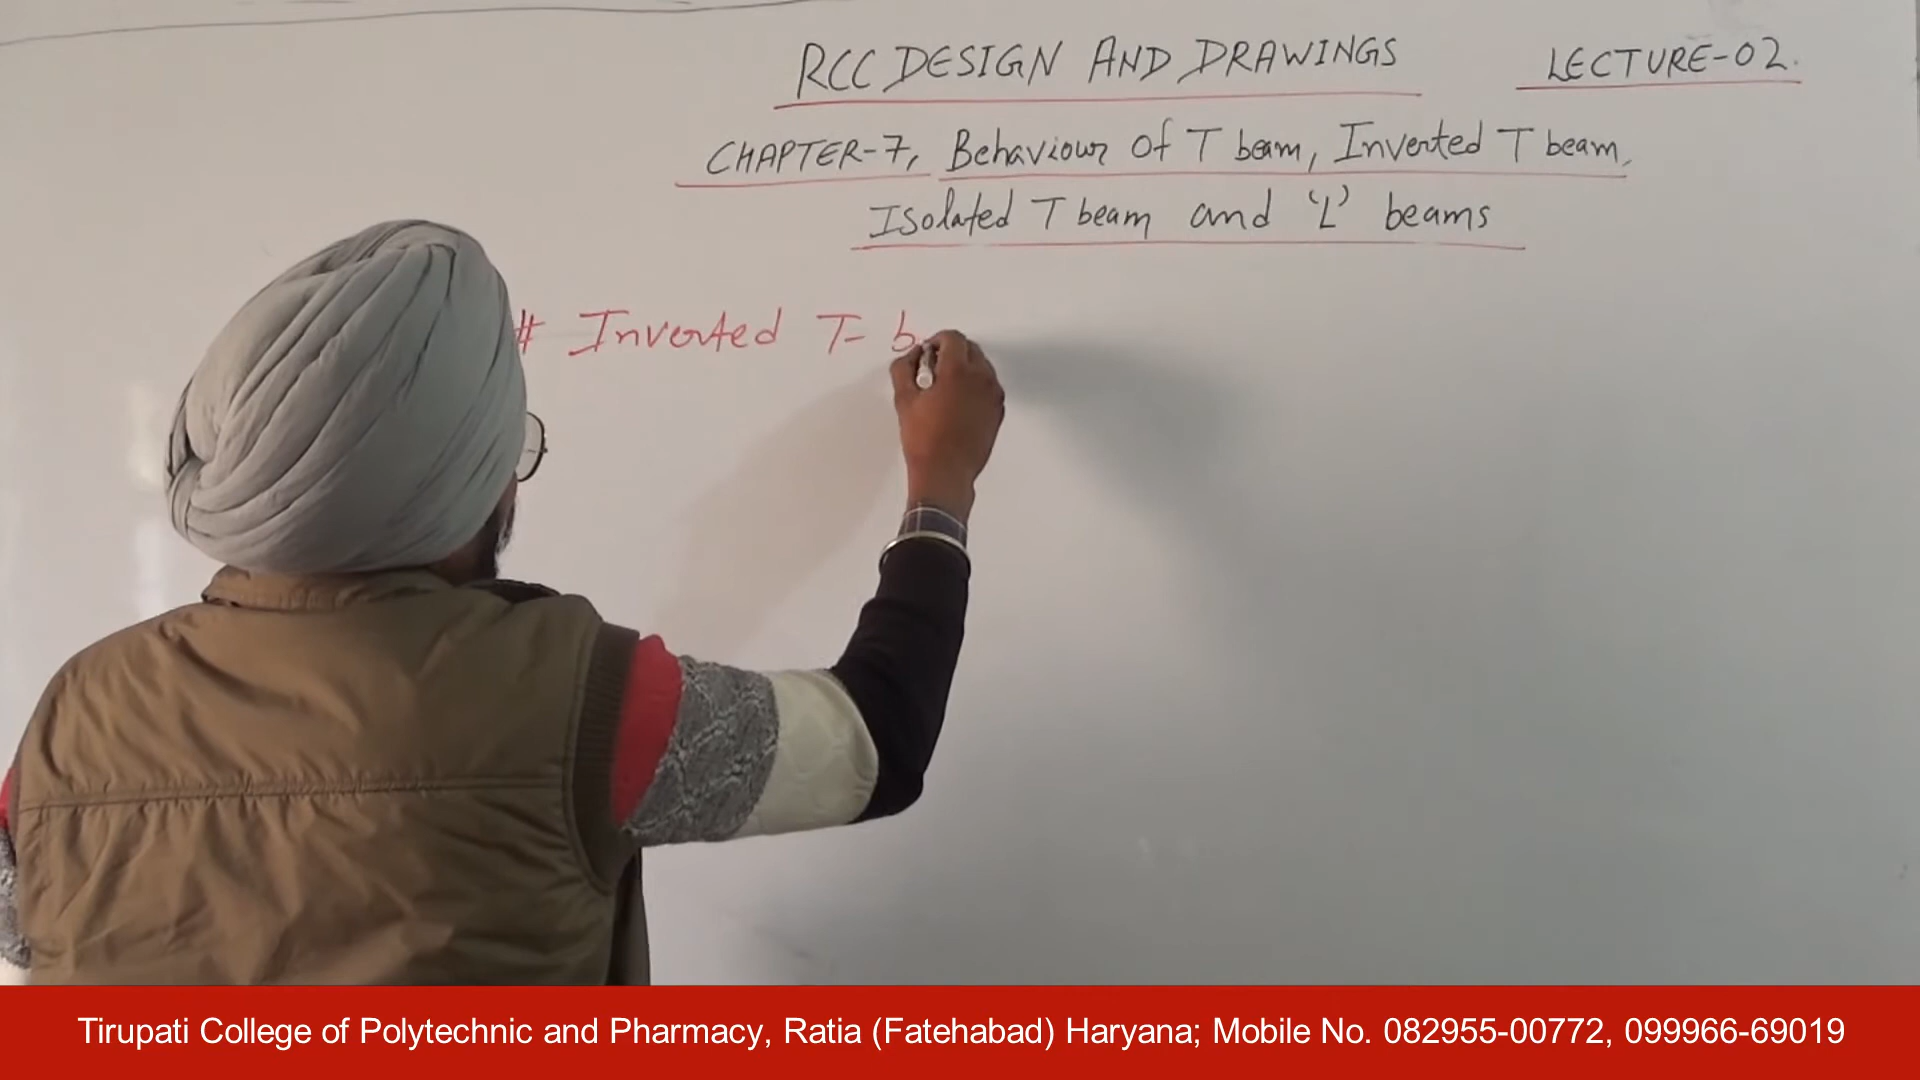 RCC DESIGN AND DRAWINGS LECTURE-02.
CHAPTER-7, Behaviour of T beam, Inverted T beam,
Isolated T beam and 'L' beams
# Inverted T- b
Tirupati College of Polytechnic and Pharmacy, Ratia (Fatehabad) Haryana; Mobile No. 082955-00772, 099966-69019